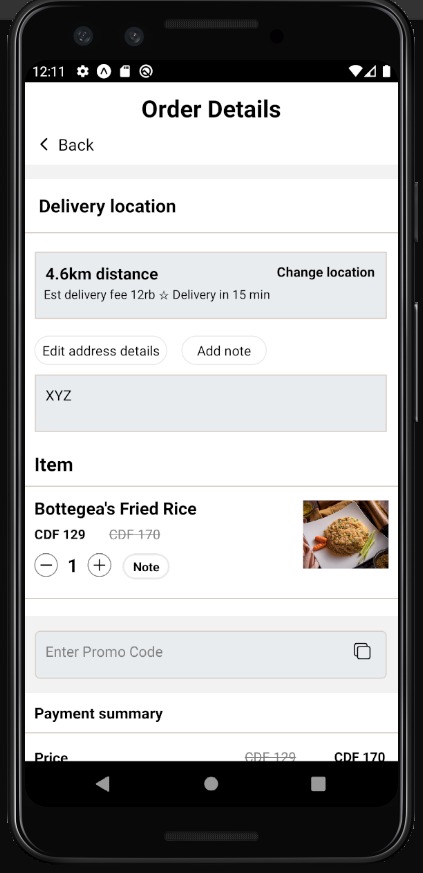 12:11
Order Details
Back
Delivery location
4.6km distance Change location
Est delivery fee 12rb ☆ Delivery in 15 min
Edit address details Add note
XYZ
Item
Bottegea's Fried Rice
CDF 129 CDF 170
1 Note
Enter Promo Code
Payment summary
Price CDF 129 CDF 170